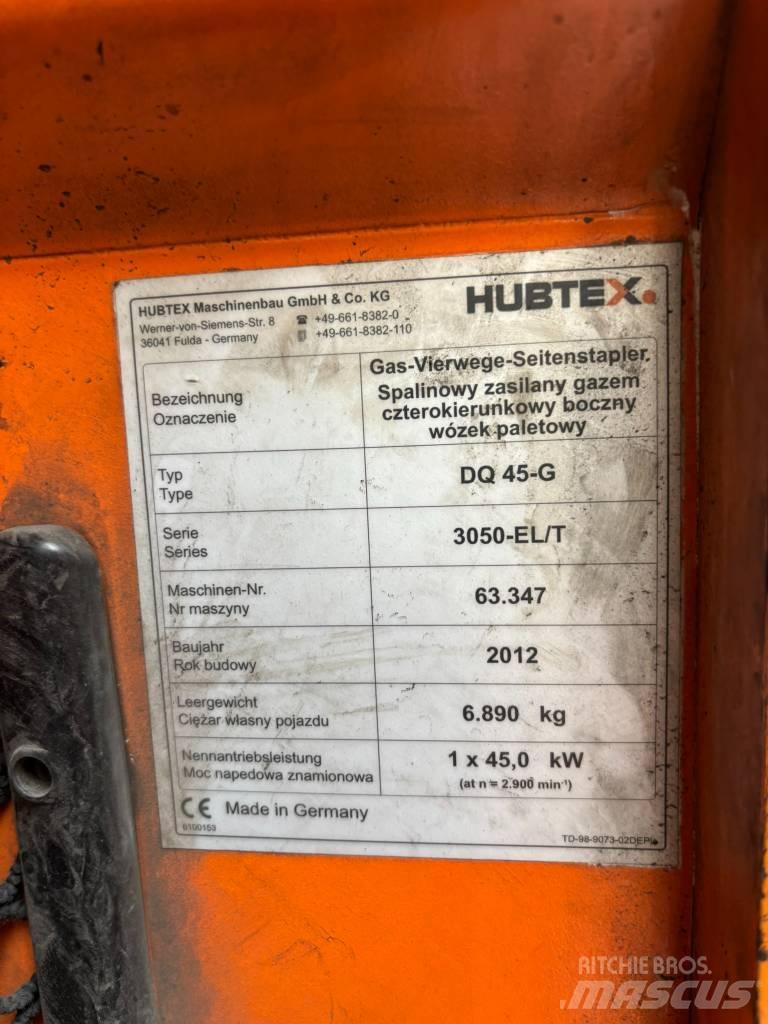 HUBTEX Maschinenbau GmbH & Co. KG
Werner-von-Siemens-Str. 8 ☎ +49-661-8382-0
36041 Fulda - Germany +49-661-8382-110
HUBTEX.
Bezeichnung
Oznaczenie
Gas-Vierwege-Seitenstapler.
Spalinowy zasilany gazem
czterokierunkowy boczny
wózek paletowy
Typ
Type
DQ 45-G
Serie
Series
3050-EL/T
Maschinen-Nr.
Nr maszyny
63.347
Baujahr
Rok budowy
2012
Leergewicht
Ciężar własny pojazdu
6.890 kg
Nennantriebsleistung
Moc napedowa znamionowa
1 x 45,0 kW
(at n = 2.900 min⁻¹)
CE Made in Germany
6100153
TD-98-9073-02DEPL
RITCHIE BROS.
MASCUS